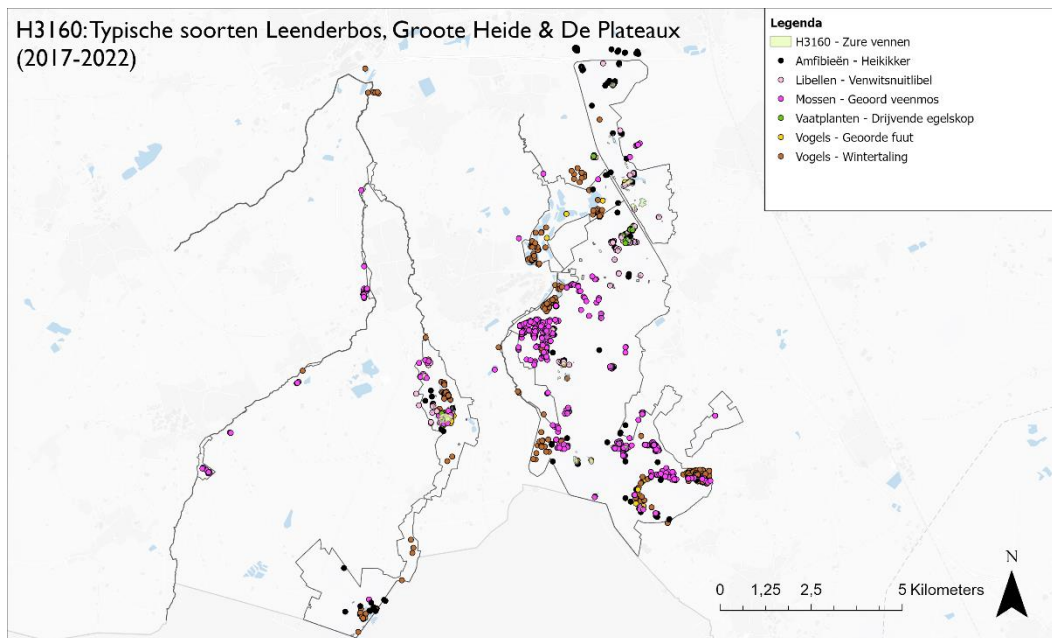 H3160: Typische soorten Leenderbos, Groote Heide & De Plateaux
(2017-2022)
Legenda
H3160 - Zure vennen
Amfibieën - Heikikker
Libellen - Venwitsnuitlibel
Mossen - Geoord veenmos
Vaatplanten - Drijvende egelskop
Vogels - Geoorde fuut
Vogels - Wintertaling
N
0 1,25 2,5 5 Kilometers